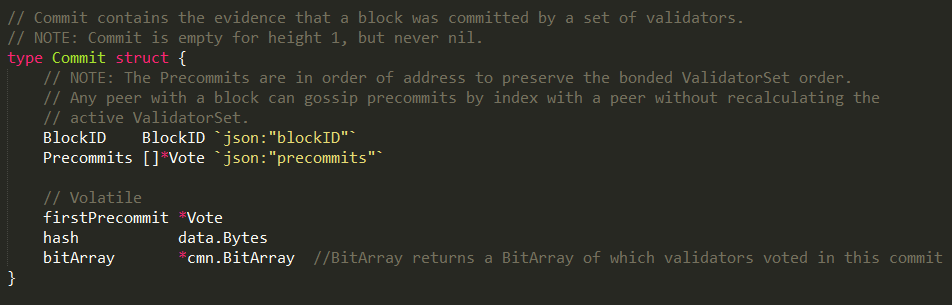 // Commit contains the evidence that a block was committed by a set of validators.
// NOTE: Commit is empty for height 1, but never nil.
type Commit struct {
    // NOTE: The Precommits are in order of address to preserve the bonded ValidatorSet order.
    // Any peer with a block can gossip precommits by index with a peer without recalculating the
    // active ValidatorSet.
    BlockID    BlockID `json:"blockID"`
    Precommits []*Vote `json:"precommits"`

    // Volatile
    firstPrecommit *Vote
    hash           data.Bytes
    bitArray       *cmn.BitArray  //BitArray returns a BitArray of which validators voted in this commit
}